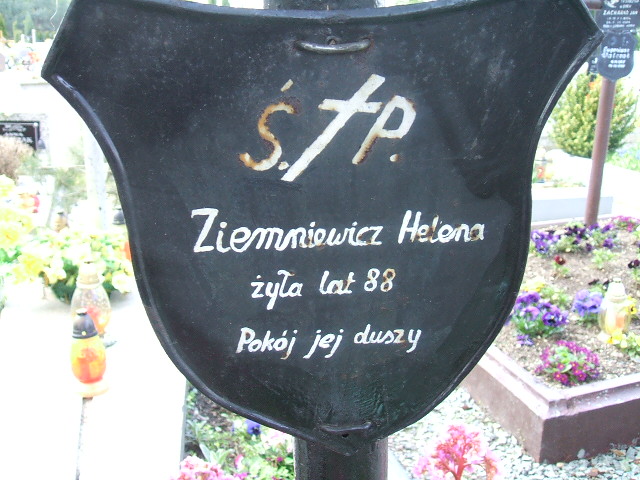 Ś. † P.
Ziemniewicz Helena
żyła lat 88
Pokój jej duszy